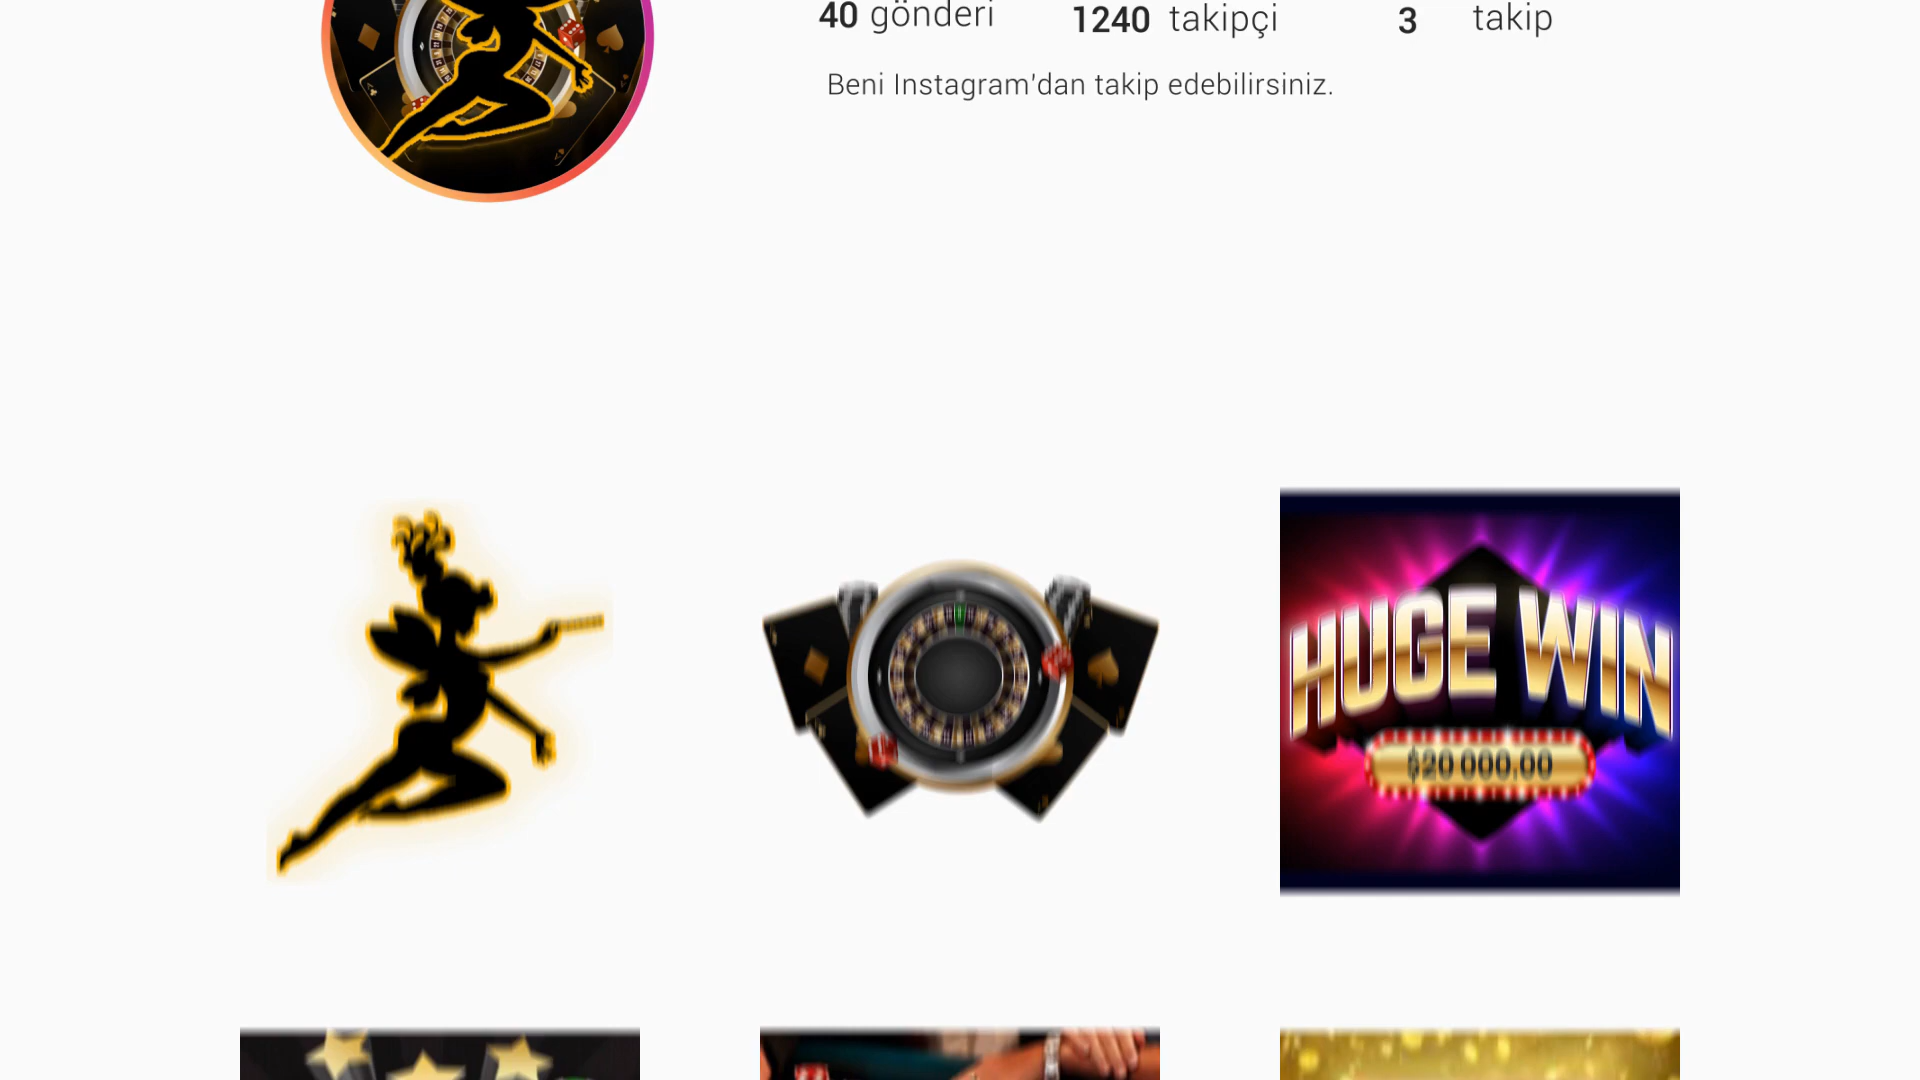 40 gönderi 1240 takipçi 3 takip
Beni Instagram'dan takip edebilirsiniz.
HUGE WIN
$20 000,00